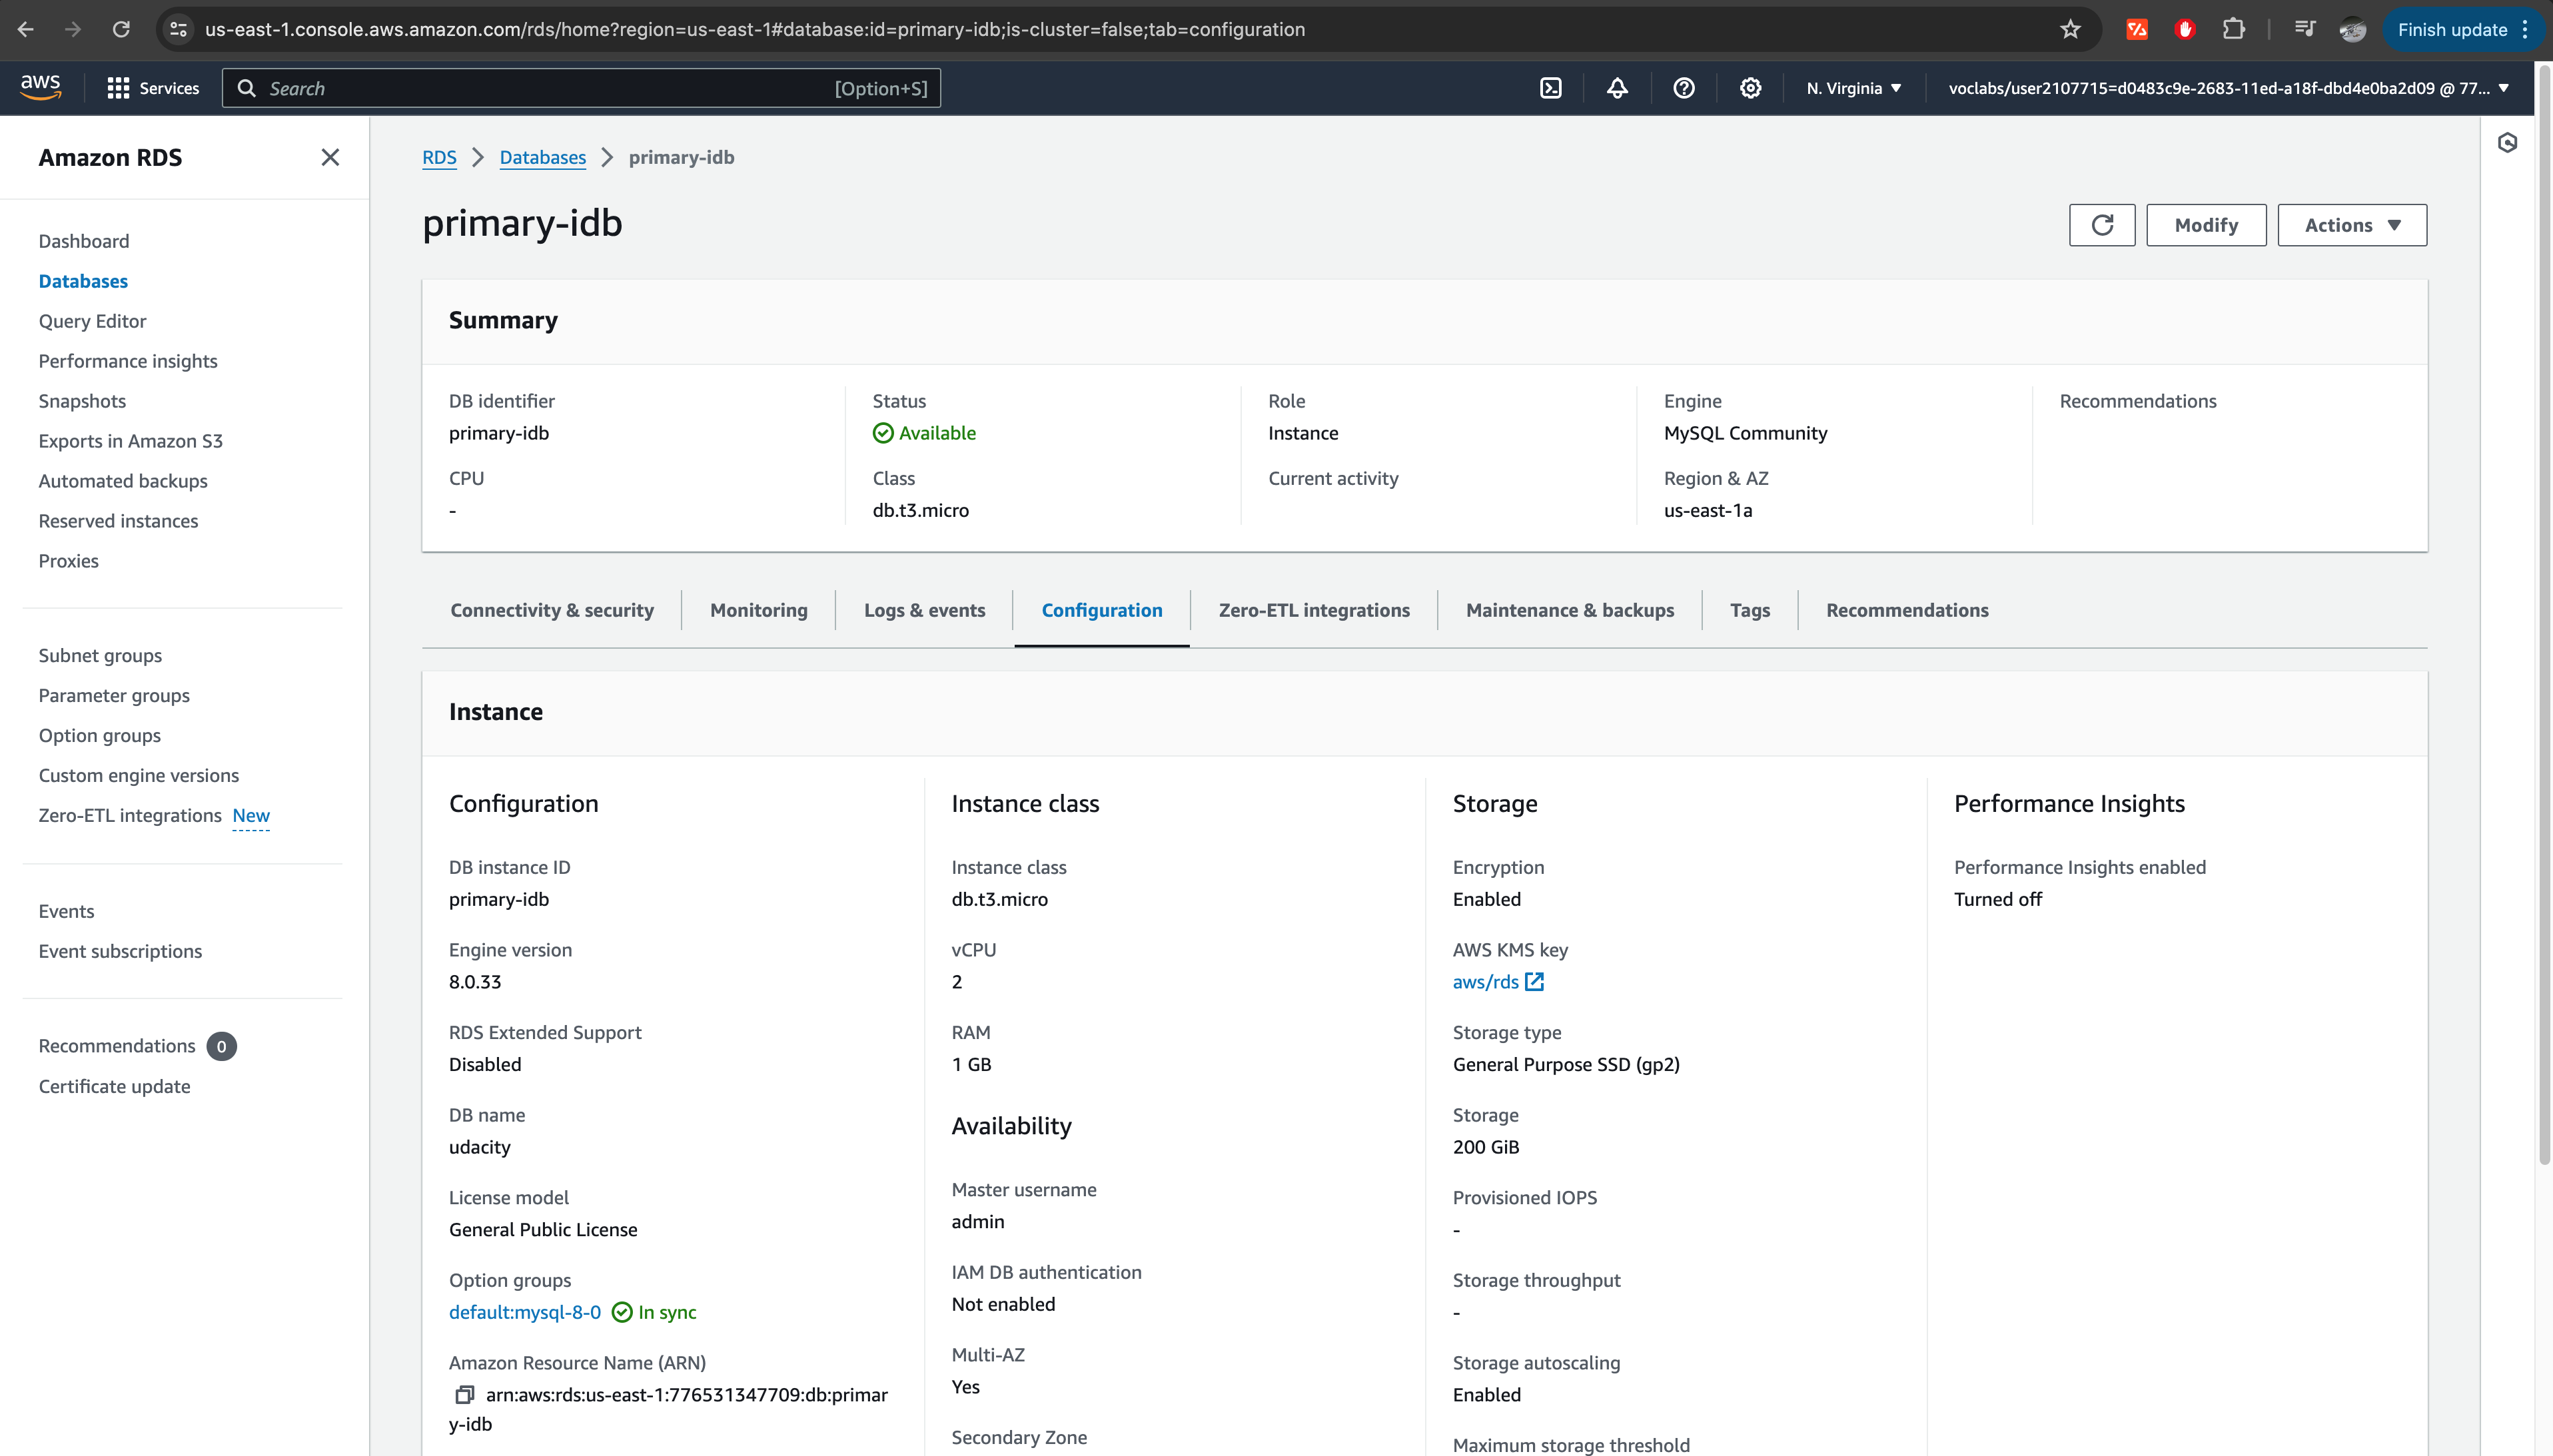 us-east-1.console.aws.amazon.com/rds/home?region=us-east-1#database:id=primary-idb;is-cluster=false;tab=configuration
Finish update
aws
Services
Search
[Option+S]
N. Virginia
voclabs/user2107715=d0483c9e-2683-11ed-a18f-dbd4e0ba2d09 @ 77...
Amazon RDS
Dashboard
Databases
Query Editor
Performance insights
Snapshots
Exports in Amazon S3
Automated backups
Reserved instances
Proxies
Subnet groups
Parameter groups
Option groups
Custom engine versions
Zero-ETL integrations New
Events
Event subscriptions
Recommendations 0
Certificate update
RDS
Databases
primary-idb
primary-idb
Modify
Actions
Summary
DB identifier
primary-idb
CPU
-
Status
Available
Class
db.t3.micro
Role
Instance
Current activity
Engine
MySQL Community
Region & AZ
us-east-1a
Recommendations
Connectivity & security
Monitoring
Logs & events
Configuration
Zero-ETL integrations
Maintenance & backups
Tags
Recommendations
Instance
Configuration
DB instance ID
primary-idb
Engine version
8.0.33
RDS Extended Support
Disabled
DB name
udacity
License model
General Public License
Option groups
default:mysql-8-0 In sync
Amazon Resource Name (ARN)
arn:aws:rds:us-east-1:776531347709:db:primar
y-idb
Instance class
Instance class
db.t3.micro
vCPU
2
RAM
1 GB
Availability
Master username
admin
IAM DB authentication
Not enabled
Multi-AZ
Yes
Secondary Zone
Storage
Encryption
Enabled
AWS KMS key
aws/rds
Storage type
General Purpose SSD (gp2)
Storage
200 GiB
Provisioned IOPS
-
Storage throughput
-
Storage autoscaling
Enabled
Maximum storage threshold
Performance Insights
Performance Insights enabled
Turned off